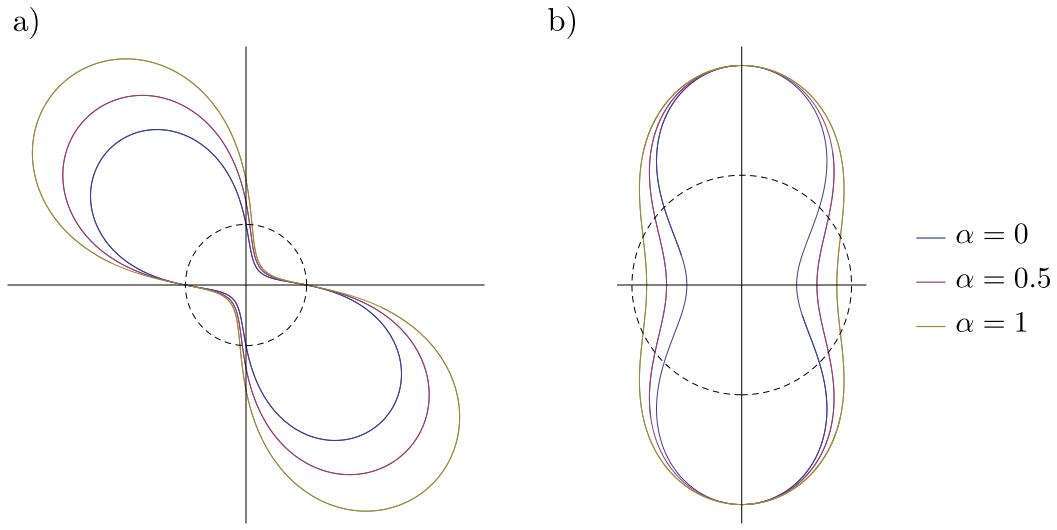 a)
b)
α = 0
α = 0.5
α = 1